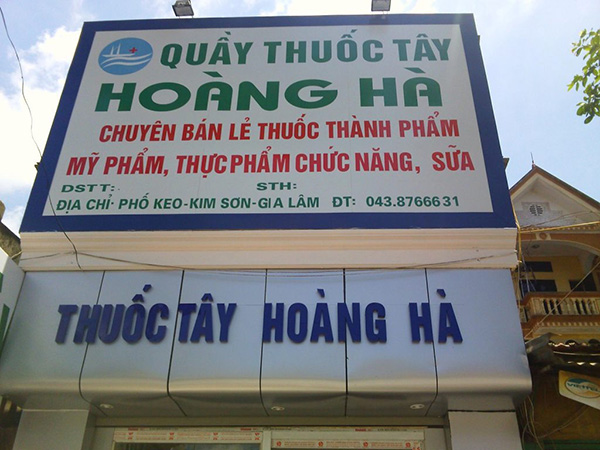 QUẦY THUỐC TÂY
HOÀNG HÀ
CHUYÊN BÁN LẺ THUỐC THÀNH PHẨM
MỸ PHẨM, THỰC PHẨM CHỨC NĂNG, SỮA
DSTT: STH:
ĐỊA CHỈ: PHỐ KEO-KIM SƠN-GIA LÂM ĐT: 043.8766631
THUỐC TÂY HOÀNG HÀ